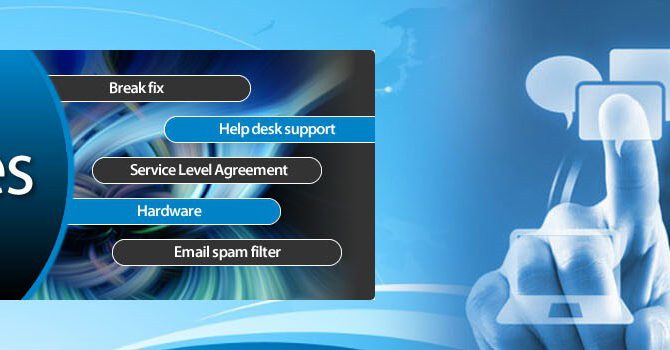 es
Break fix
Help desk support
Service Level Agreement
Hardware
Email spam filter